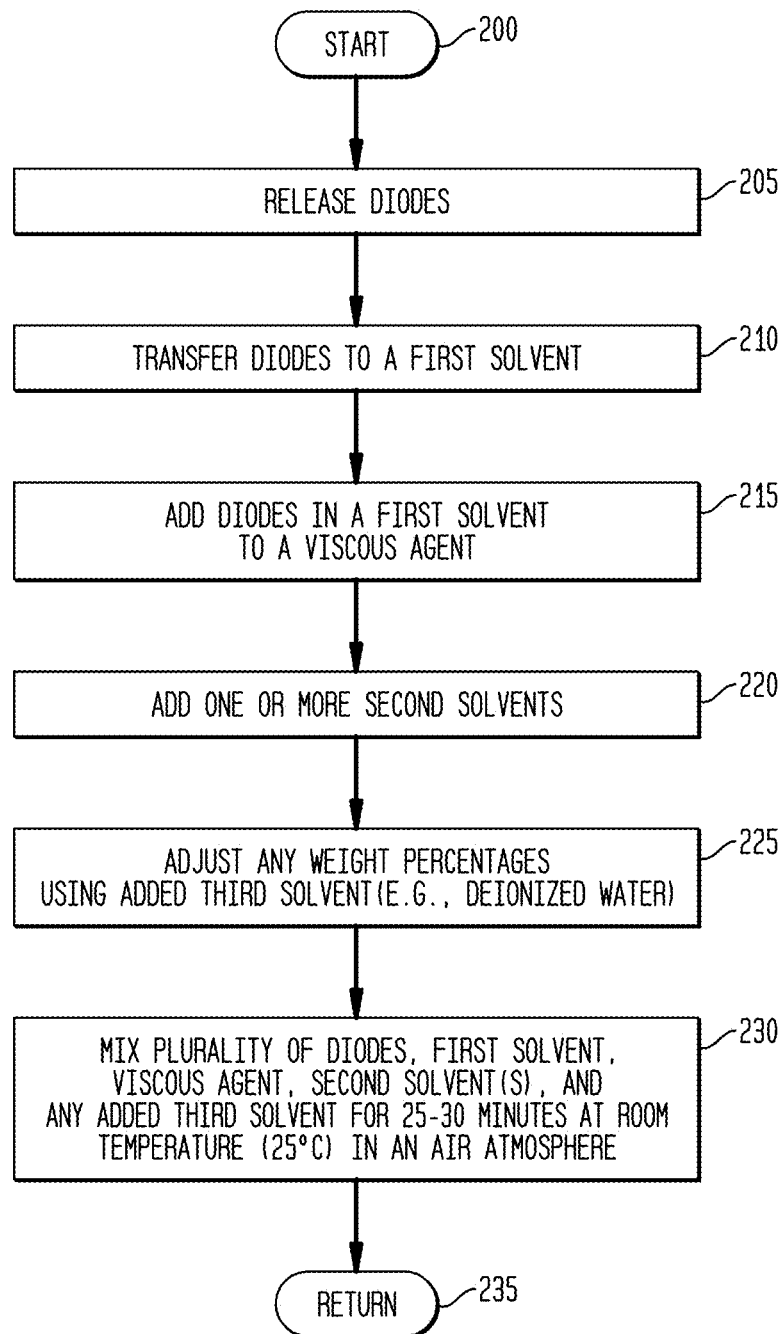 START
200
RELEASE DIODES
205
TRANSFER DIODES TO A FIRST SOLVENT
210
ADD DIODES IN A FIRST SOLVENT
TO A VISCOUS AGENT
215
ADD ONE OR MORE SECOND SOLVENTS
220
ADJUST ANY WEIGHT PERCENTAGES
USING ADDED THIRD SOLVENT(E.G., DEIONIZED WATER)
225
MIX PLURALITY OF DIODES, FIRST SOLVENT,
VISCOUS AGENT, SECOND SOLVENT(S), AND
ANY ADDED THIRD SOLVENT FOR 25-30 MINUTES AT ROOM
TEMPERATURE (25°C) IN AN AIR ATMOSPHERE
230
RETURN
235